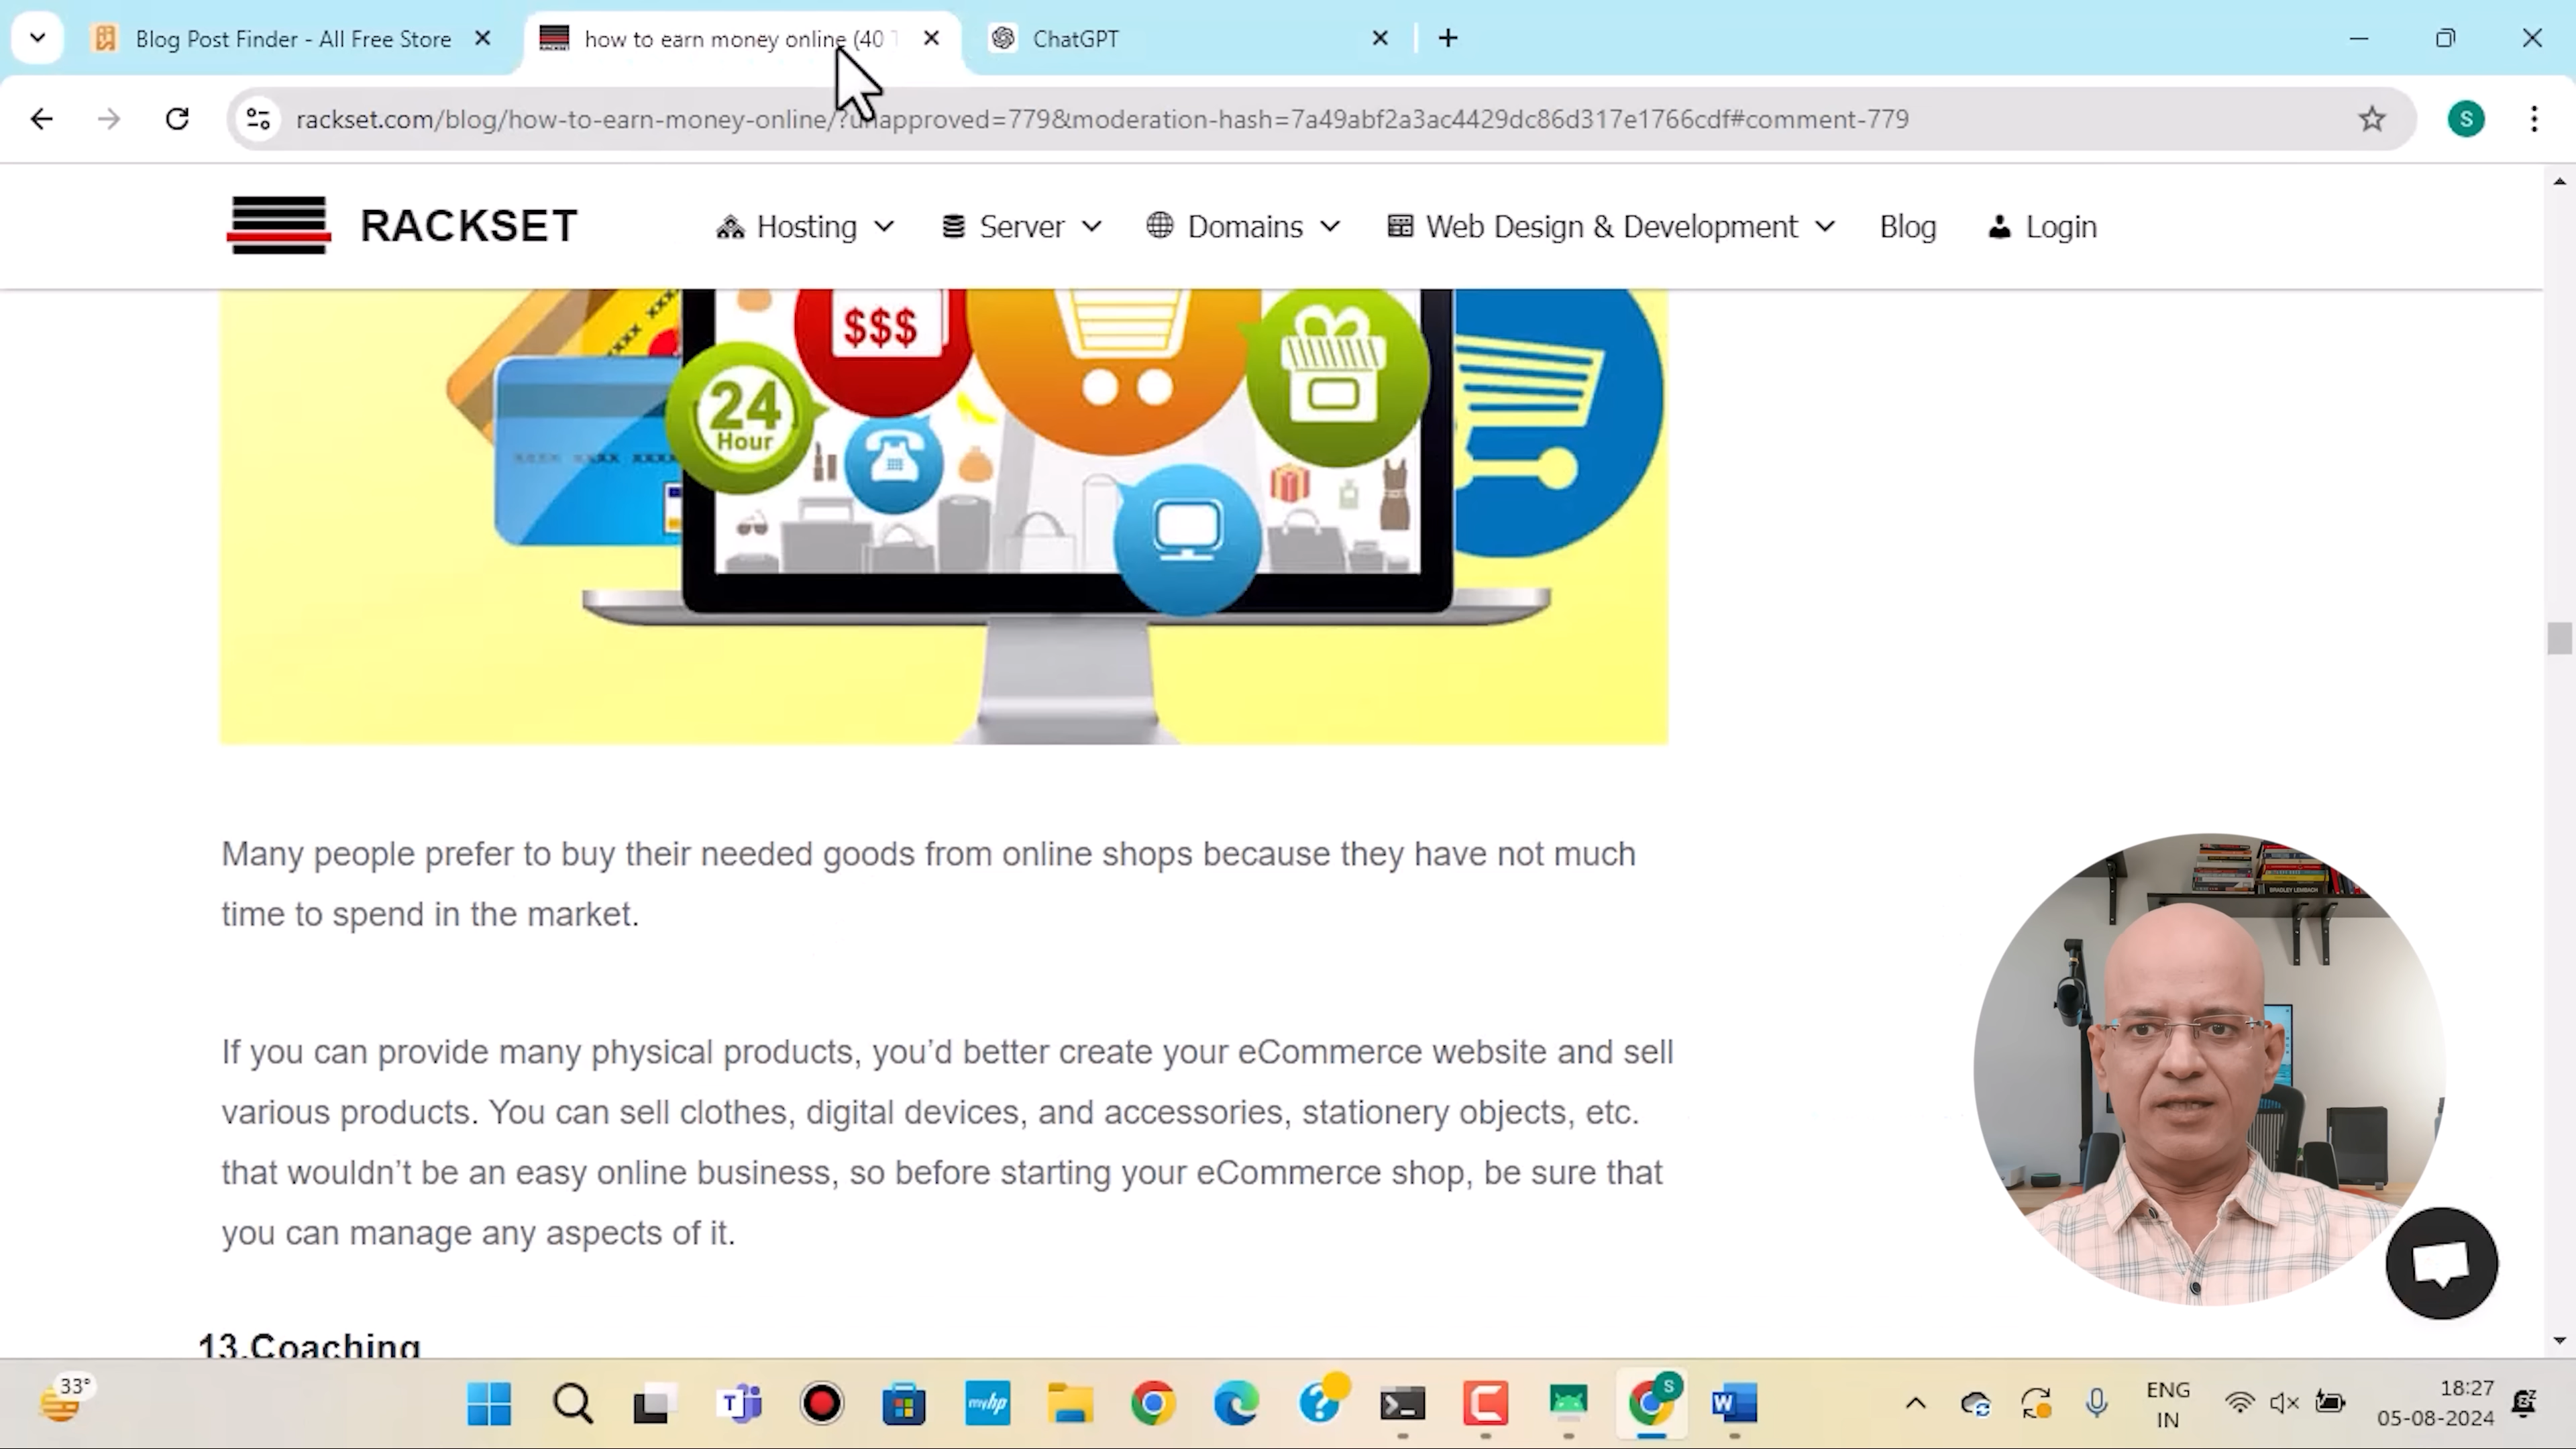 Blog Post Finder - All Free Store
how to earn money online (40
ChatGPT
rackset.com/blog/how-to-earn-money-online/?unapproved=779&moderation-hash=7a49abf2a3ac4429dc86d317e1766cdf#comment-779
S
RACKSET
Hosting
Server
Domains
Web Design & Development
Blog
Login
$$$
24
Hour
Many people prefer to buy their needed goods from online shops because they have not much
time to spend in the market.
If you can provide many physical products, you’d better create your eCommerce website and sell
various products. You can sell clothes, digital devices, and accessories, stationery objects, etc.
that wouldn’t be an easy online business, so before starting your eCommerce shop, be sure that
you can manage any aspects of it.
13.Coaching
BRADLEY LEMBACH
33°
myhp
S
ENG
IN
18:27
05-08-2024